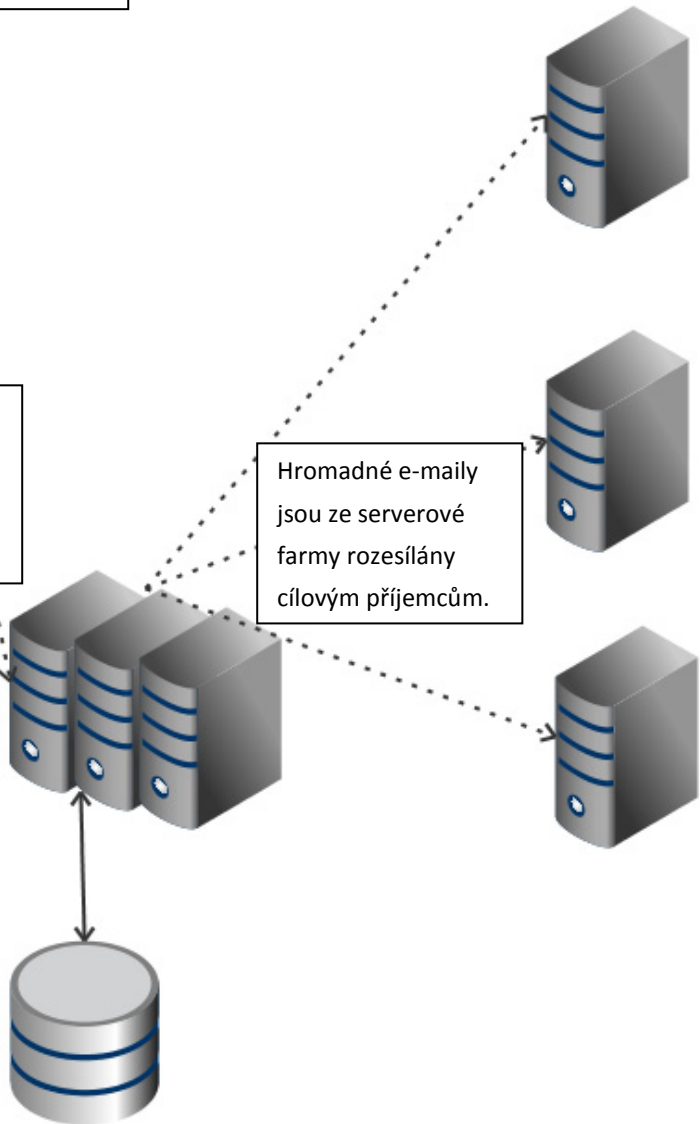 Hromadné e-maily
jsou ze serverové
farmy rozesílány
cílovým příjemcům.